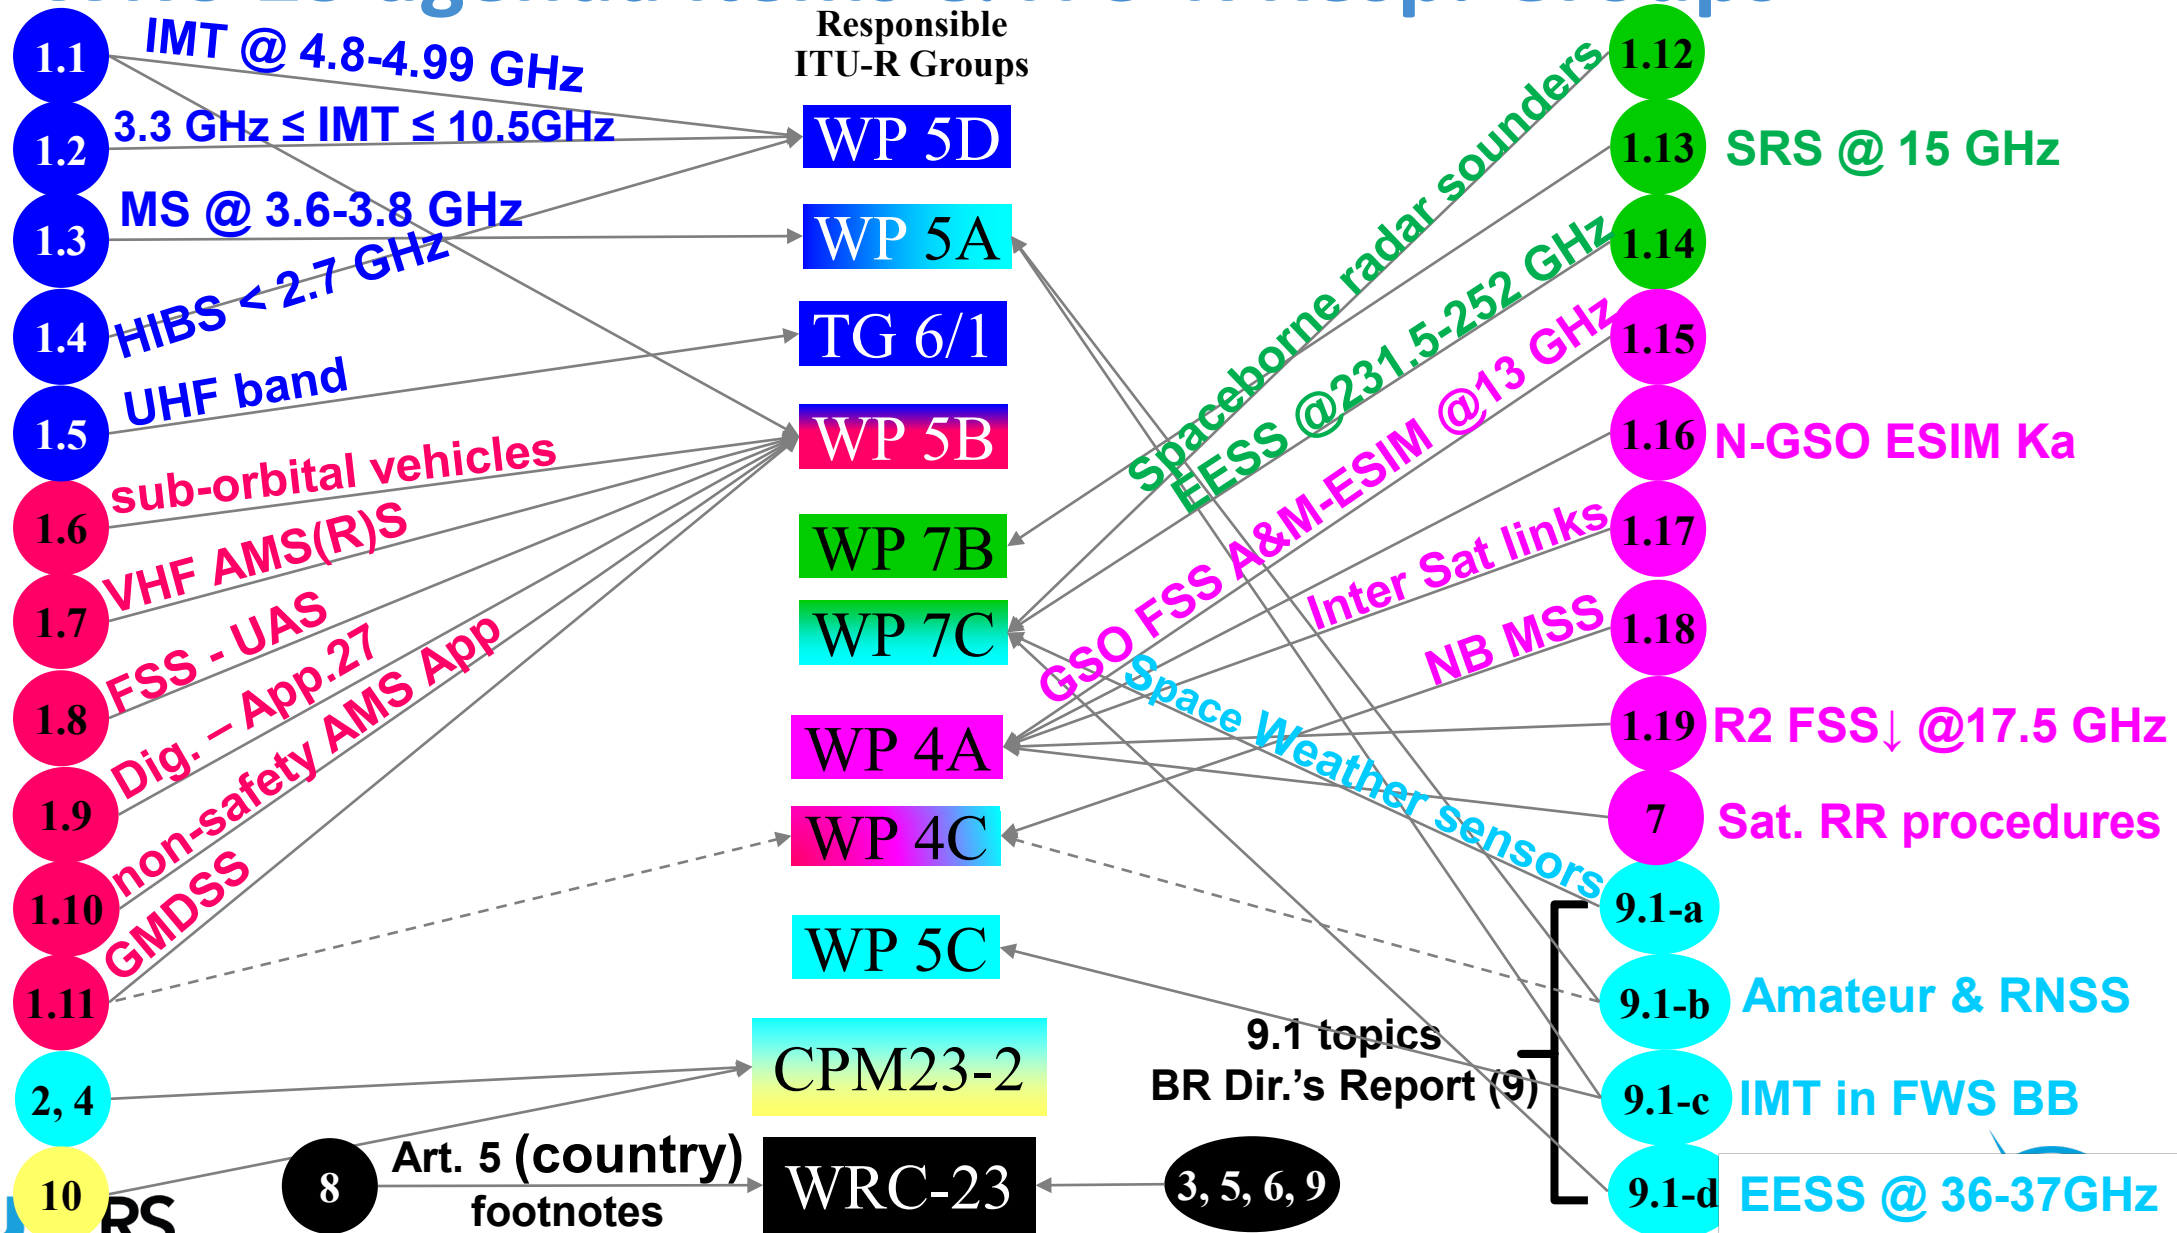 Responsible
ITU-R Groups
1.1
IMT @ 4.8-4.99 GHz
1.2
3.3 GHz ≤ IMT ≤ 10.5GHz
1.3
MS @ 3.6-3.8 GHz
1.4
HIBS < 2.7 GHz
1.5
UHF band
1.6
sub-orbital vehicles
1.7
VHF AMS(R)S
1.8
FSS - UAS
1.9
Dig. – App.27
1.10
non-safety AMS App
1.11
GMDSS
2, 4
10
8
Art. 5 (country)
footnotes
WP 5D
WP 5A
TG 6/1
WP 5B
WP 7B
WP 7C
WP 4A
WP 4C
WP 5C
CPM23-2
WRC-23
3, 5, 6, 9
9.1 topics
BR Dir.'s Report (9)
1.12
Spaceborne radar sounders
1.13
SRS @ 15 GHz
1.14
EESS @231.5-252 GHz
1.15
GSO FSS A&M-ESIM @13 GHz
1.16
N-GSO ESIM Ka
1.17
Inter Sat links
1.18
NB MSS
1.19
R2 FSS↓ @17.5 GHz
7
Sat. RR procedures
9.1-a
Space Weather sensors
9.1-b
Amateur & RNSS
9.1-c
IMT in FWS BB
9.1-d
EESS @ 36-37GHz